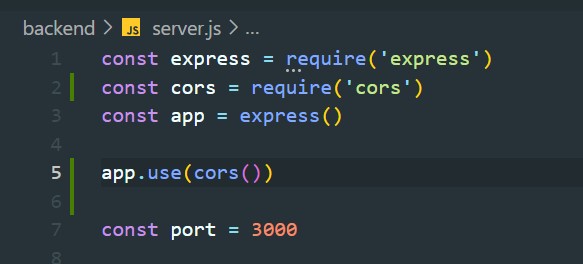 backend > JS server.js > ...
1 const express = require('express')
2 const cors = require('cors')
3 const app = express()
4
5 app.use(cors())
6
7 const port = 3000
8